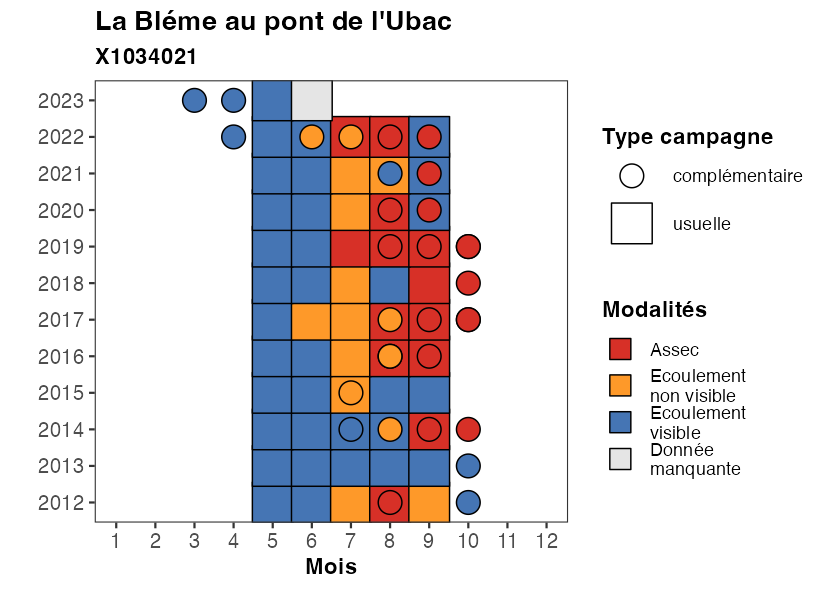 La Bléme au pont de l'Ubac
X1034021
2023
2022
2021
2020
2019
2018
2017
2016
2015
2014
2013
2012
1 2 3 4 5 6 7 8 9 10 11 12
Mois
Type campagne
complémentaire
usuelle
Modalités
Assec
Ecoulement
non visible
Ecoulement
visible
Donnée
manquante